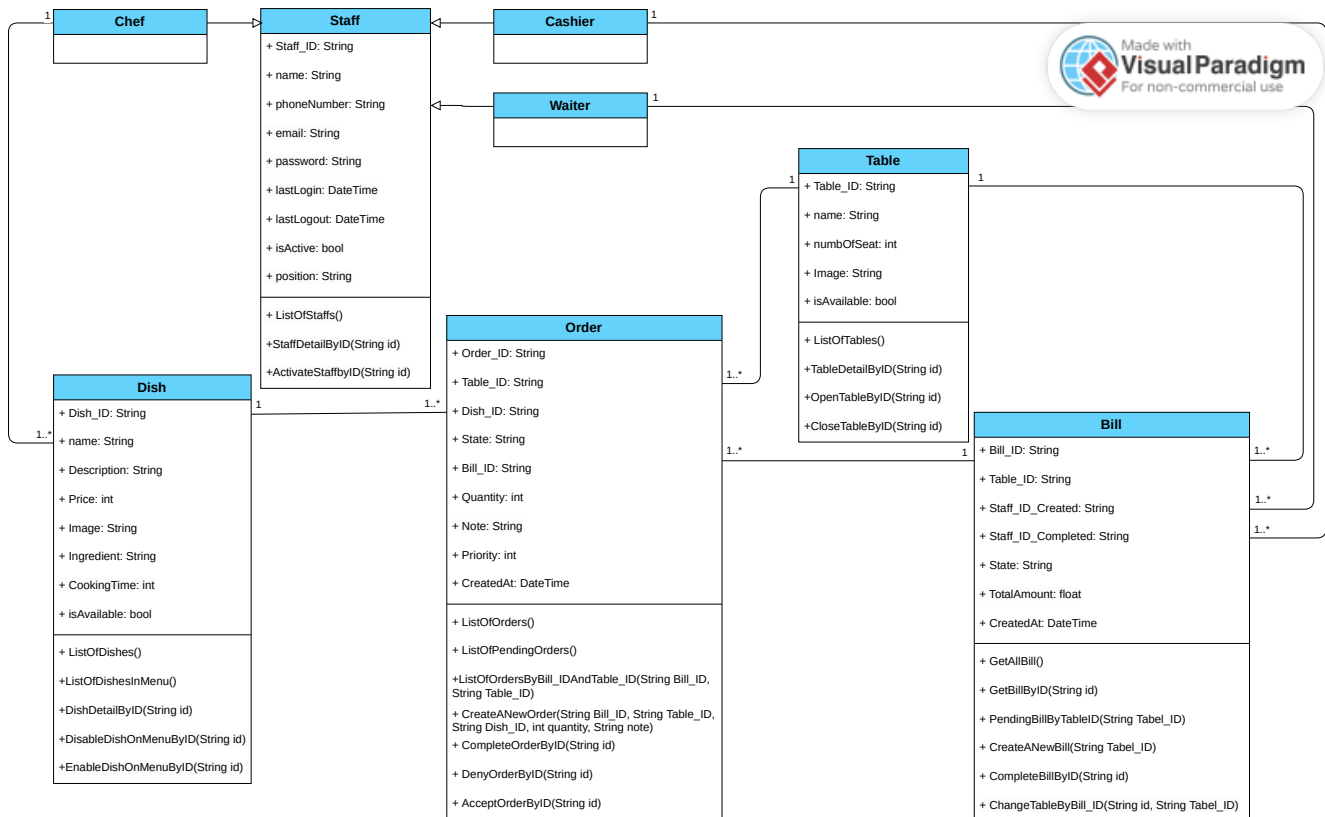 Chef
Staff
+ Staff_ID: String
+ name: String
+ phoneNumber: String
+ email: String
+ password: String
+ lastLogin: DateTime
+ lastLogout: DateTime
+ isActive: bool
+ position: String
+ ListOfStaffs()
+StaffDetailByID(String id)
+ActivateStaffbyID(String id)
Cashier
Waiter
Made with
Visual Paradigm
For non-commercial use
Table
+ Table_ID: String
+ name: String
+ numbOfSeat: int
+ Image: String
+ isAvailable: bool
+ ListOfTables()
+TableDetailByID(String id)
+OpenTableByID(String id)
+CloseTableByID(String id)
Dish
+ Dish_ID: String
+ name: String
+ Description: String
+ Price: int
+ Image: String
+ Ingredient: String
+ CookingTime: int
+ isAvailable: bool
+ ListOfDishes()
+ListOfDishesInMenu()
+DishDetailByID(String id)
+DisableDishOnMenuByID(String id)
+EnableDishOnMenuByID(String id)
Order
+ Order_ID: String
+ Table_ID: String
+ Dish_ID: String
+ State: String
+ Bill_ID: String
+ Quantity: int
+ Note: String
+ Priority: int
+ CreatedAt: DateTime
+ ListOfOrders()
+ ListOfPendingOrders()
+ListOfOrdersByBill_IDAndTable_ID(String Bill_ID,
String Table_ID)
+ CreateANewOrder(String Bill_ID, String Table_ID,
String Dish_ID, int quantity, String note)
+ CompleteOrderByID(String id)
+ DenyOrderByID(String id)
+ AcceptOrderByID(String id)
Bill
+ Bill_ID: String
+ Table_ID: String
+ Staff_ID_Created: String
+ Staff_ID_Completed: String
+ State: String
+ TotalAmount: float
+ CreatedAt: DateTime
+ GetAllBill()
+ GetBillByID(String id)
+ PendingBillByTableID(String Tabel_ID)
+ CreateANewBill(String Tabel_ID)
+ CompleteBillByID(String id)
+ ChangeTableByBill_ID(String id, String Tabel_ID)
1
1..*
1
1..*
1
1..*
1
1..*
1
1..*
1
1..*
1
1..*